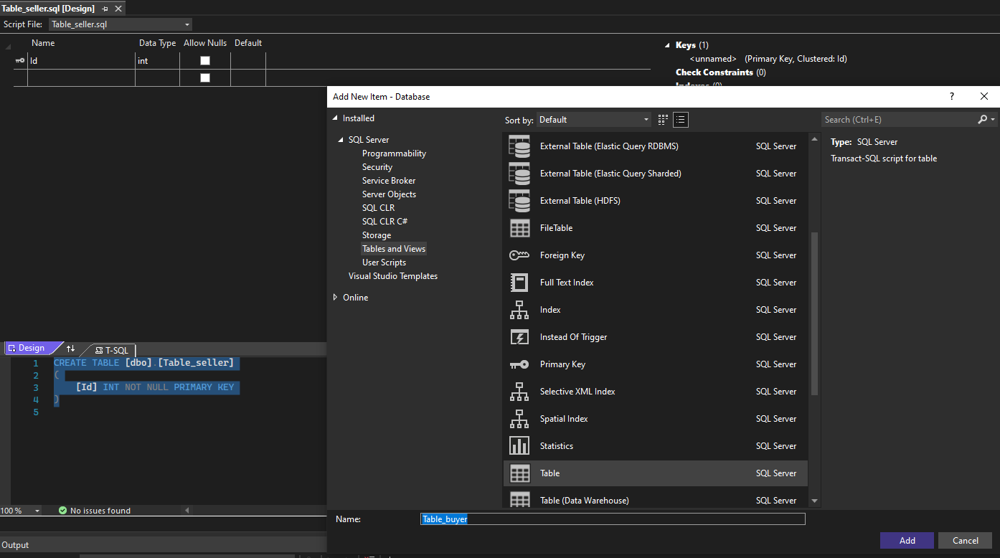 Table_seller.sql [Design]
Script File: Table_seller.sql
Name Data Type Allow Nulls Default
Id int
Keys (1)
<unnamed> (Primary Key, Clustered: Id)
Check Constraints (0)
Indexes (0)
Add New Item - Database ?
Installed
SQL Server
Programmability
Security
Service Broker
Server Objects
SQL CLR
SQL CLR C#
Storage
Tables and Views
User Scripts
Visual Studio Templates
Online
Sort by: Default
External Table (Elastic Query RDBMS) SQL Server
External Table (Elastic Query Sharded) SQL Server
External Table (HDFS) SQL Server
FileTable SQL Server
Foreign Key SQL Server
Full Text Index SQL Server
Index SQL Server
Instead Of Trigger SQL Server
Primary Key SQL Server
Selective XML Index SQL Server
Spatial Index SQL Server
Statistics SQL Server
Table SQL Server
Table (Data Warehouse) SQL Server
Search (Ctrl+E)
Type: SQL Server
Transact-SQL script for table
Name: Table_buyer
Add Cancel
Design T-SQL
1 CREATE TABLE [dbo].[Table_seller]
2 (
3 [Id] INT NOT NULL PRIMARY KEY
4 )
5
100 % No issues found
Output